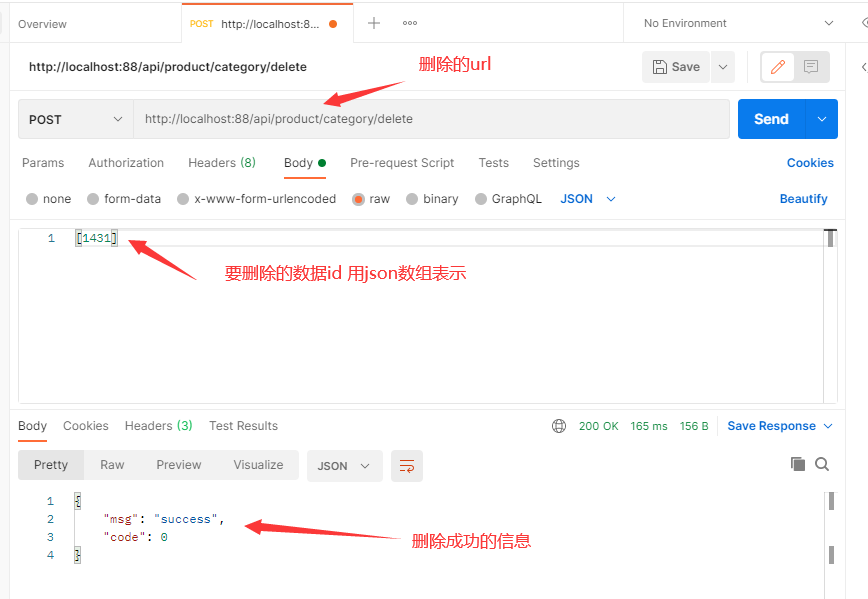 Overview
POST http://localhost:8...
No Environment
http://localhost:88/api/product/category/delete
删除的url
Save
POST
http://localhost:88/api/product/category/delete
Send
Params Authorization Headers (8) Body Pre-request Script Tests Settings Cookies
none form-data x-www-form-urlencoded raw binary GraphQL JSON Beautify
1 [1431]
要删除的数据id 用json数组表示
Body Cookies Headers (3) Test Results 200 OK 165 ms 156 B Save Response
Pretty Raw Preview Visualize JSON
1 {
2 "msg": "success",
3 "code": 0
删除成功的信息
4 }